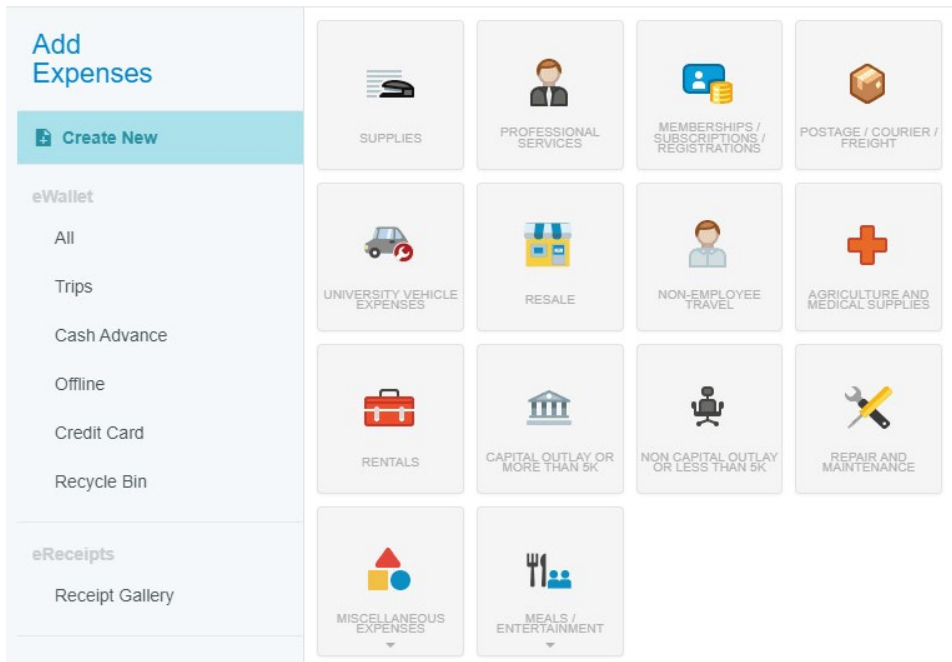 Add
Expenses
Create New
eWallet
All
Trips
Cash Advance
Offline
Credit Card
Recycle Bin
eReceipts
Receipt Gallery
SUPPLIES
PROFESSIONAL
SERVICES
MEMBERSHIPS /
SUBSCRIPTIONS /
REGISTRATIONS
POSTAGE / COURIER /
FREIGHT
UNIVERSITY VEHICLE
EXPENSES
RESALE
NON-EMPLOYEE
TRAVEL
AGRICULTURE AND
MEDICAL SUPPLIES
RENTALS
CAPITAL OUTLAY OR
MORE THAN 5K
NON CAPITAL OUTLAY
OR LESS THAN 5K
REPAIR AND
MAINTENANCE
MISCELLANEOUS
EXPENSES
MEALS /
ENTERTAINMENT